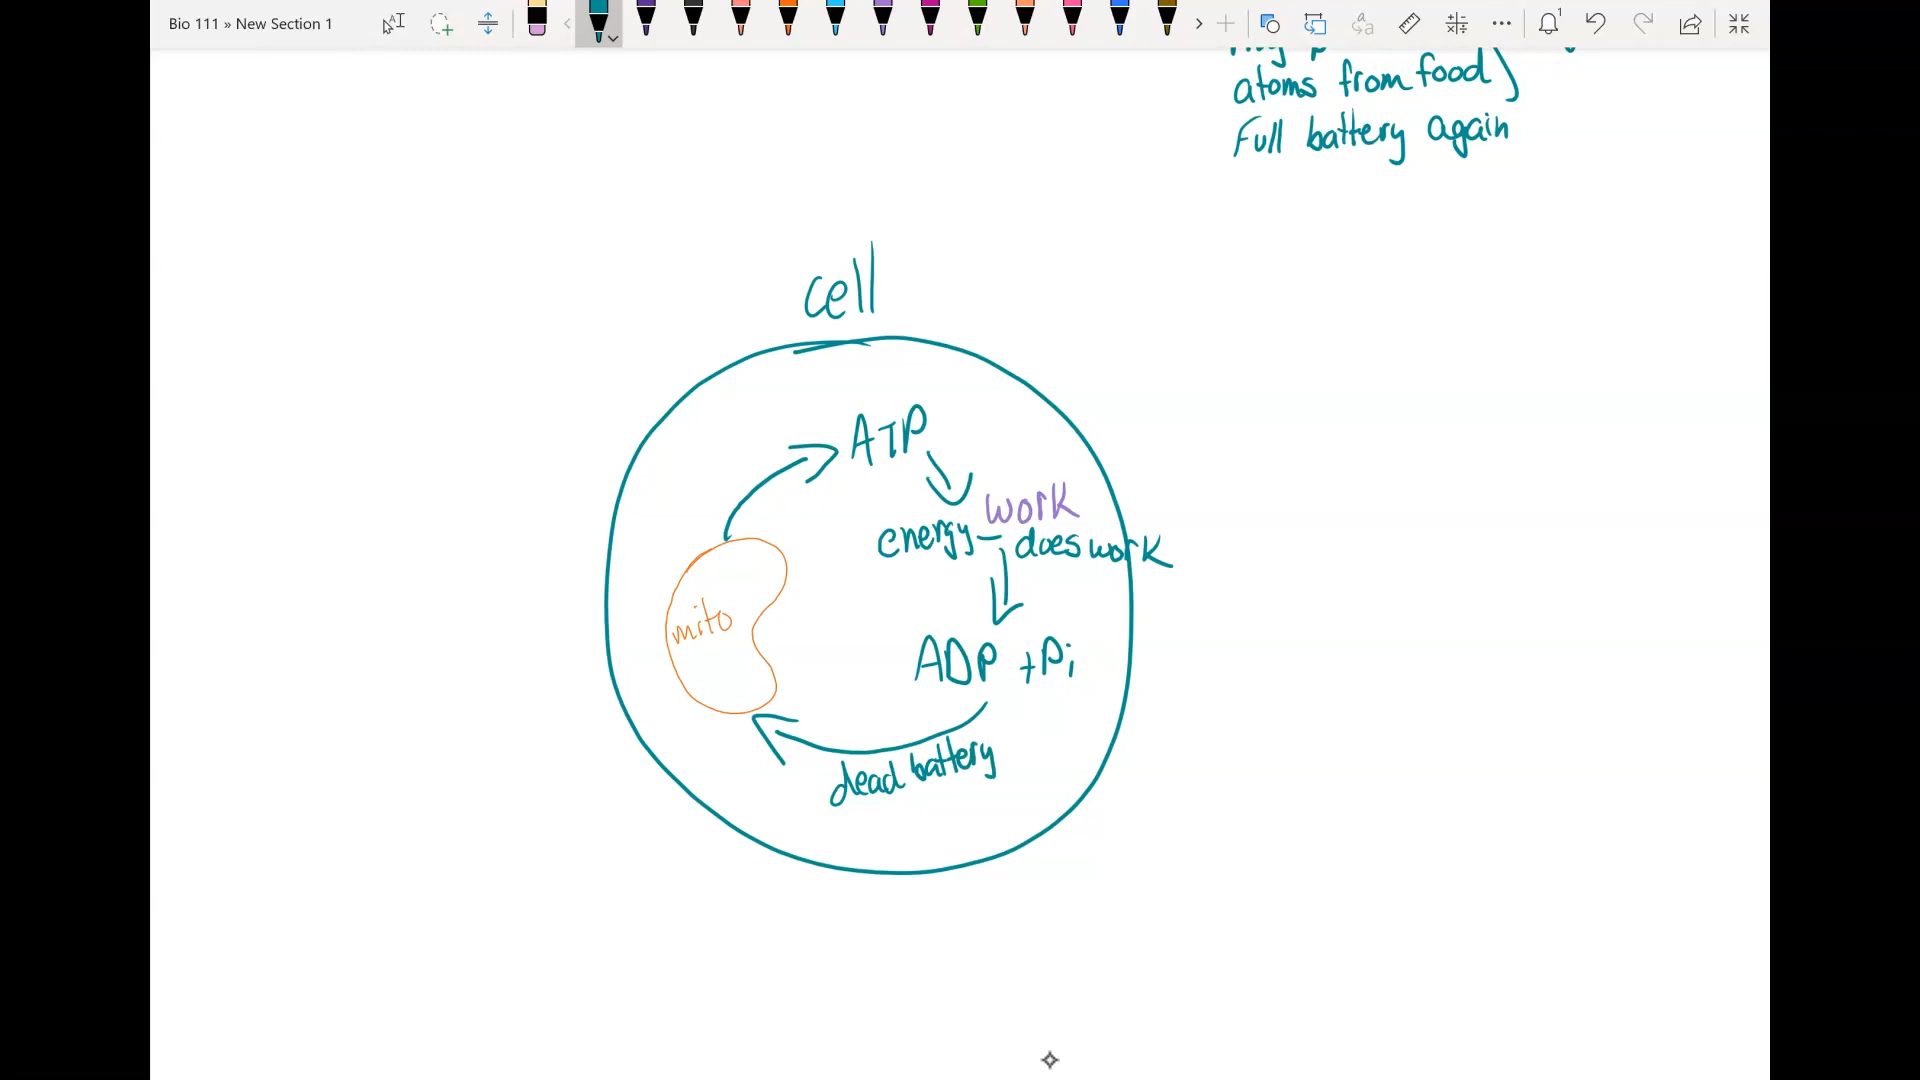 Bio 111 » New Section 1
atoms from food)
Full battery again
cell
ATP
work
energy – does work
mito
ADP + Pi
dead battery